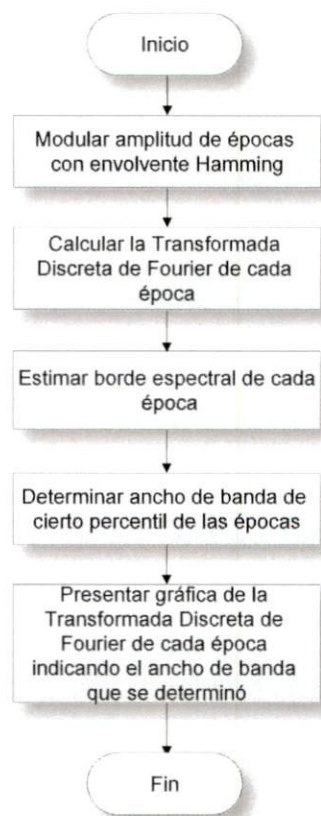 Inicio
Modular amplitud de épocas
con envolvente Hamming
Calcular la Transformada
Discreta de Fourier de cada
época
Estimar borde espectral de cada
época
Determinar ancho de banda de
cierto percentil de las épocas
Presentar gráfica de la
Transformada Discreta de
Fourier de cada época
indicando el ancho de banda
que se determinó
Fin